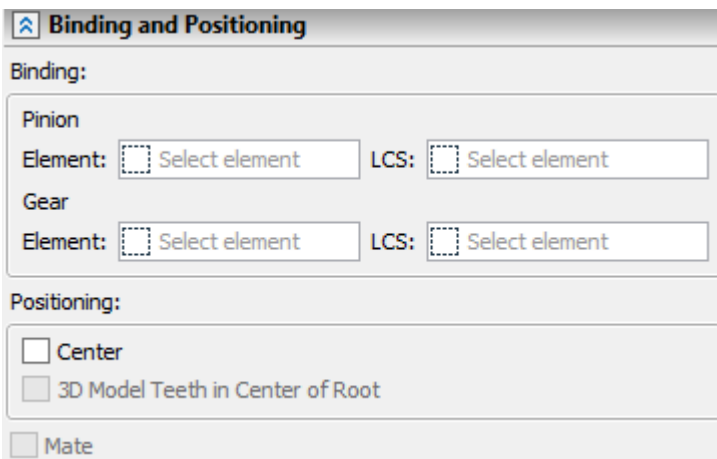 Binding and Positioning
Binding:
Pinion
Element: Select element LCS: Select element
Gear
Element: Select element LCS: Select element
Positioning:
Center
3D Model Teeth in Center of Root
Mate